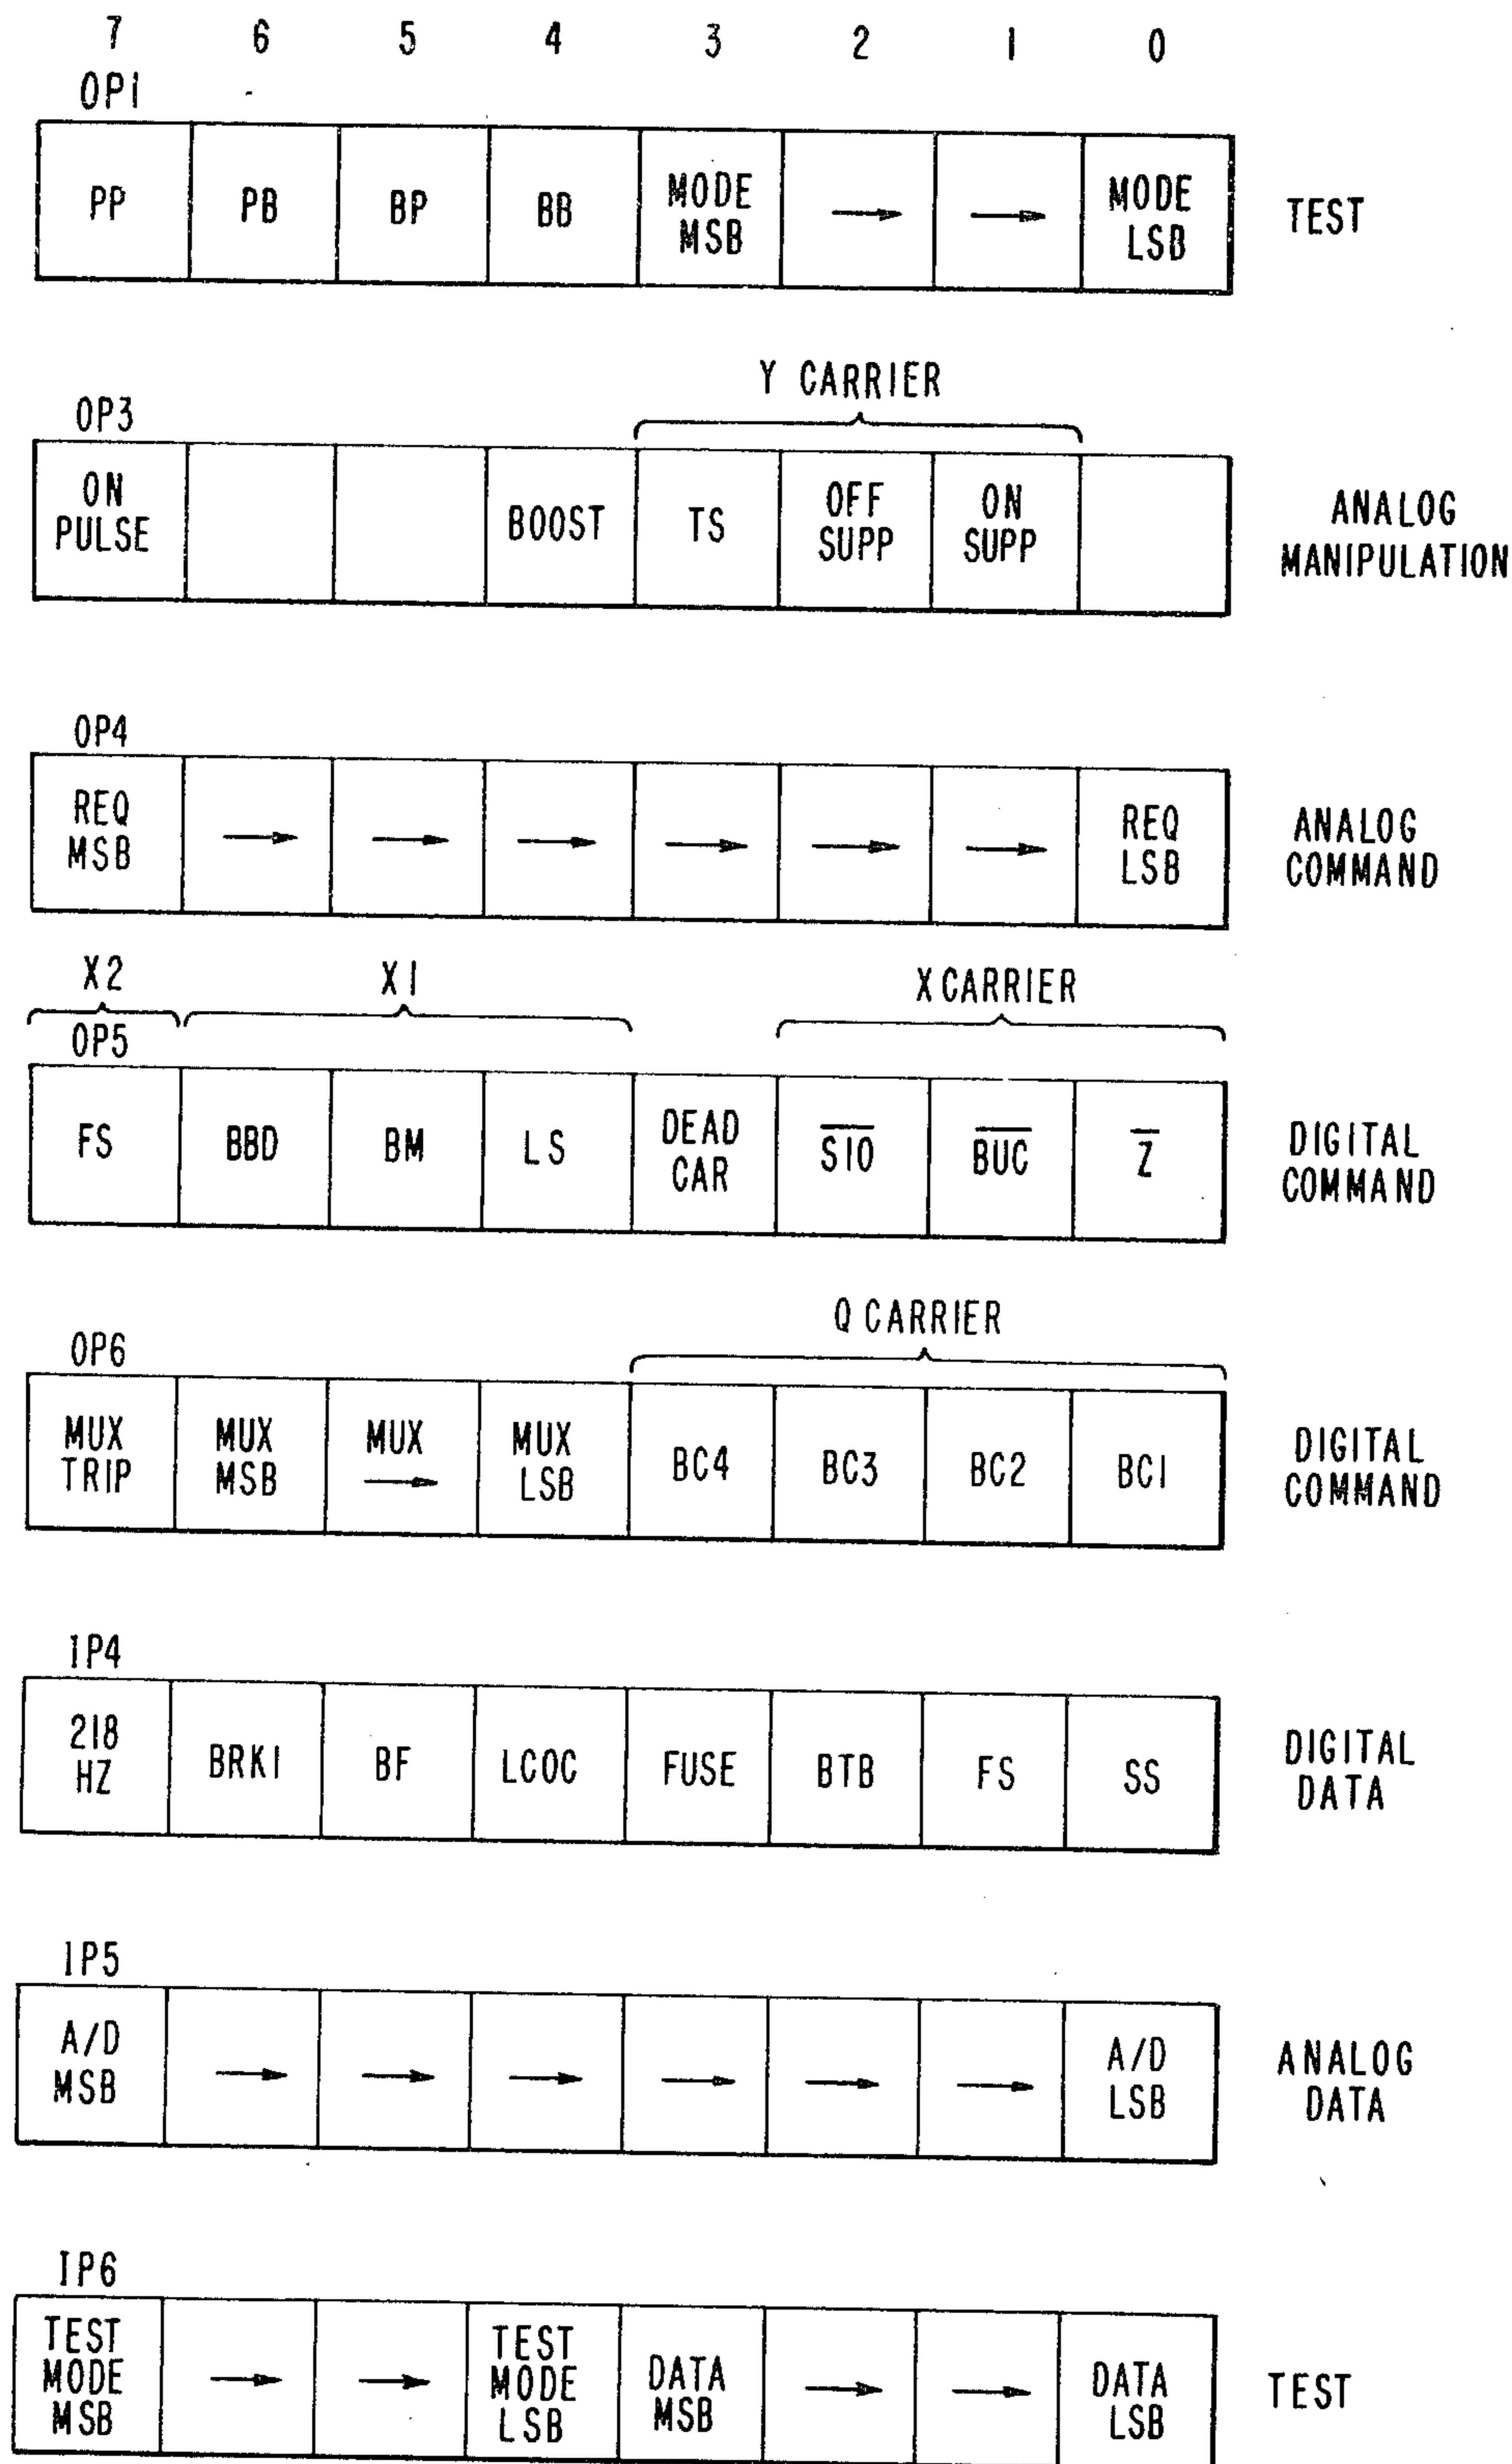 7 6 5 4 3 2 1 0
OP1
PP PB BP BB MODE MSB → → MODE LSB TEST
Y CARRIER
OP3
ON PULSE BOOST TS OFF SUPP ON SUPP ANALOG MANIPULATION
OP4
REQ MSB → → → → → → REQ LSB ANALOG COMMAND
X2 X1 X CARRIER
OP5
FS BBD BM LS DEAD CAR S̅I̅O̅ B̅U̅C̅ Z̅ DIGITAL COMMAND
Q CARRIER
OP6
MUX TRIP MUX MSB MUX → MUX LSB BC4 BC3 BC2 BC1 DIGITAL COMMAND
IP4
218 HZ BRK1 BF LCOC FUSE BTB FS SS DIGITAL DATA
IP5
A/D MSB → → → → → → A/D LSB ANALOG DATA
IP6
TEST MODE MSB → → TEST MODE LSB DATA MSB → → DATA LSB TEST